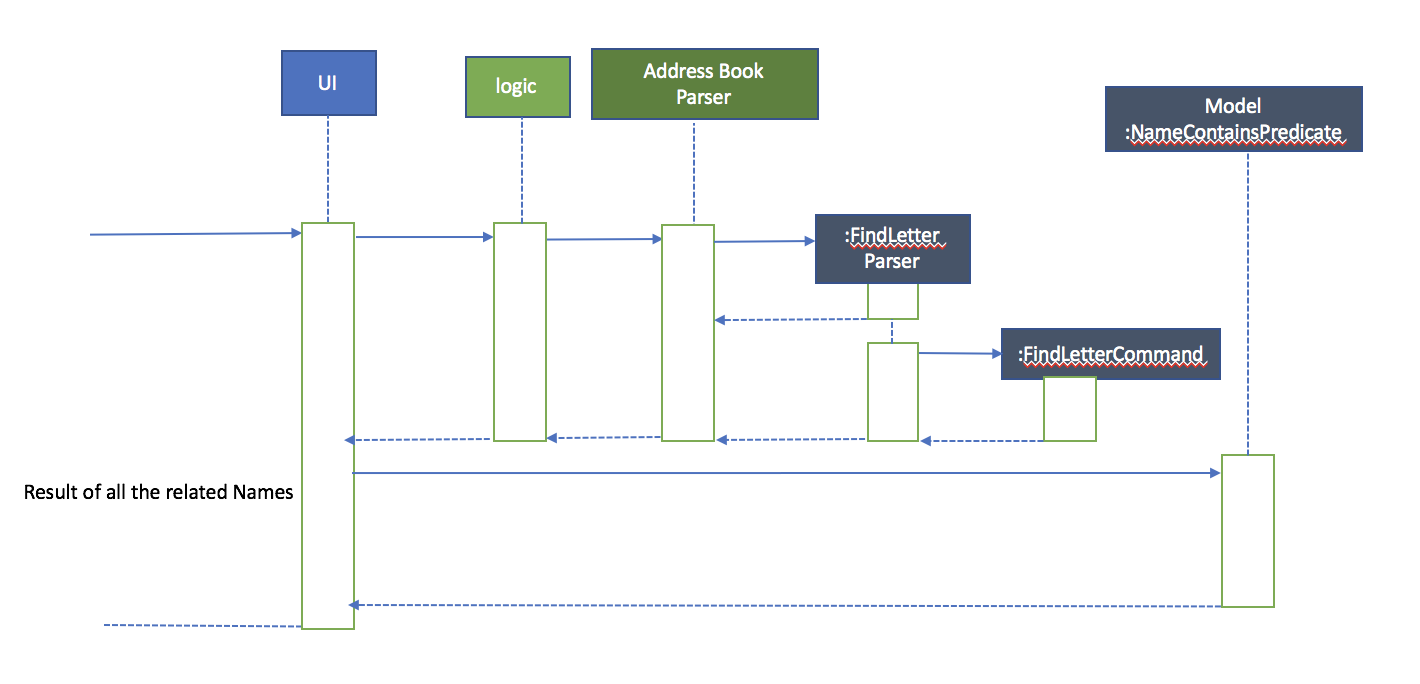 UI
logic
Address Book
Parser
Model
:NameContainsPredicate
:FindLetter
Parser
:FindLetterCommand
Result of all the related Names